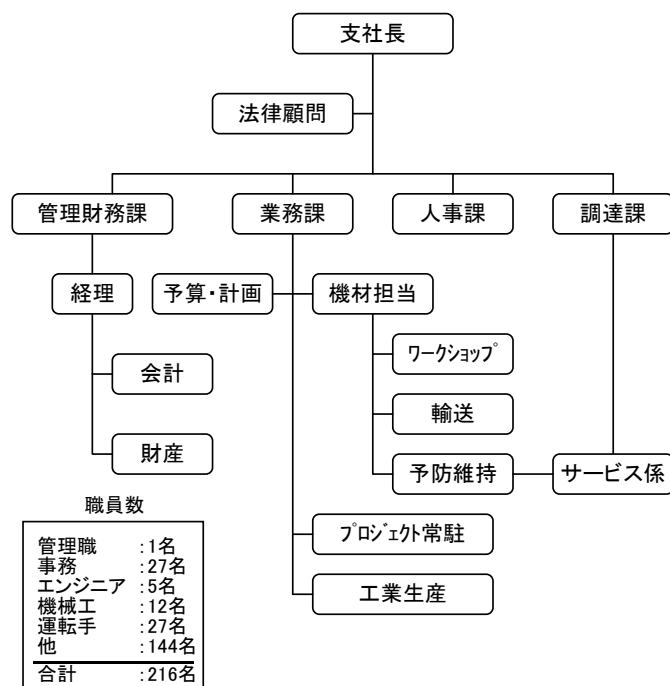 支社長
法律顧問
管理財務課
業務課
人事課
調達課
経理
予算・計画
機材担当
会計
ﾜｰｸｼｮｯﾌﾟ
輸送
財産
予防維持
サービス係
職員数
ﾌﾟﾛｼﾞｪｸﾄ常駐
工業生産
管理職 :1名
事務 :27名
エンジニア :5名
機械工 :12名
運転手 :27名
他 :144名
合計 :216名